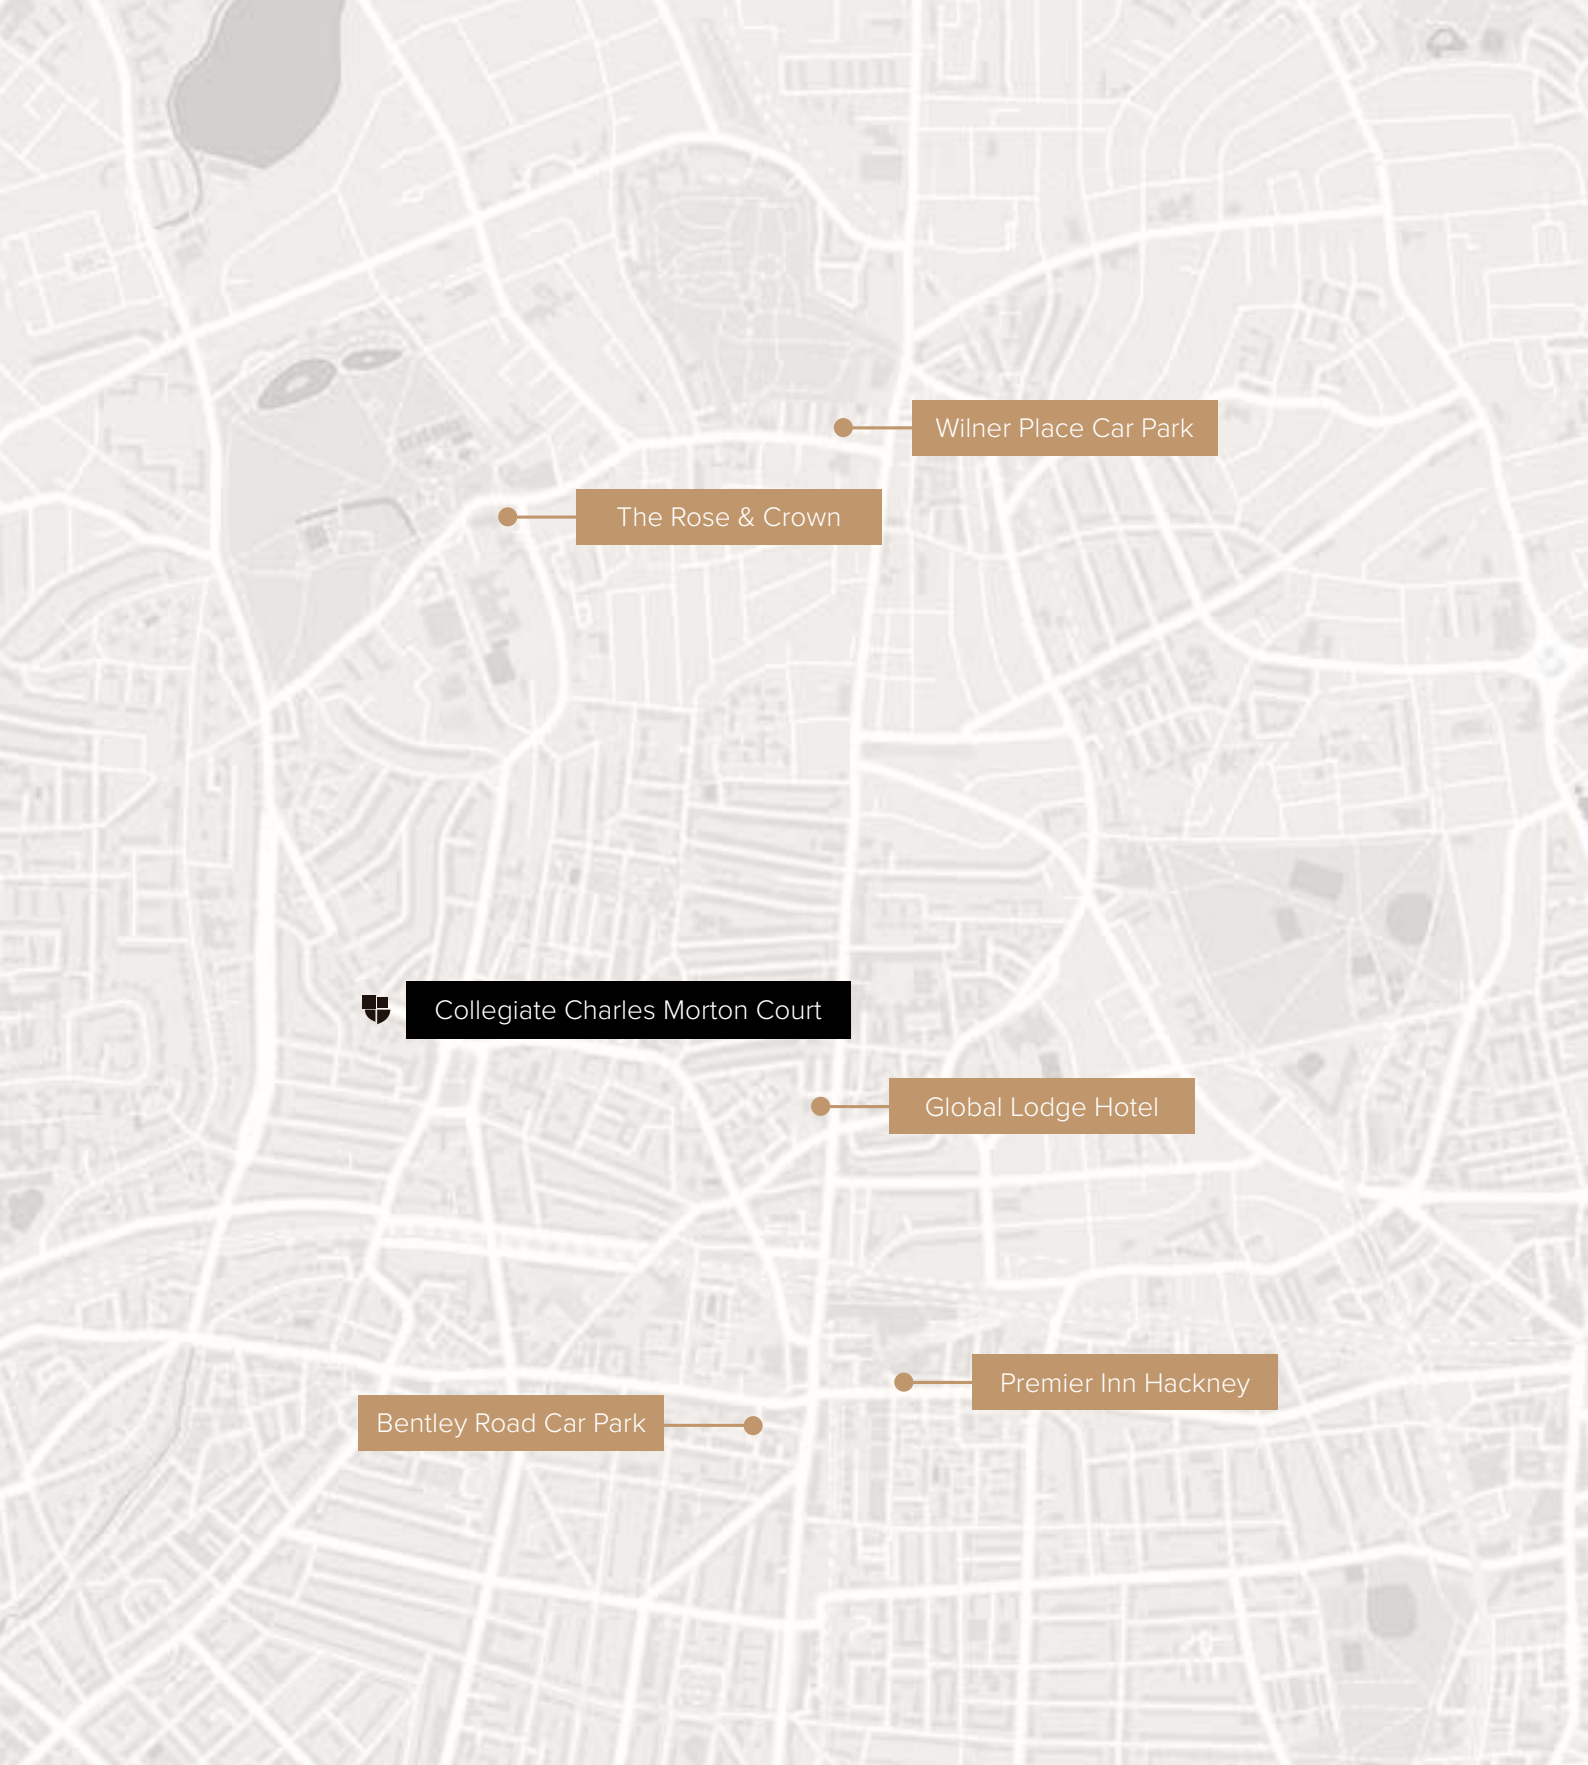 Wilner Place Car Park
The Rose & Crown
Collegiate Charles Morton Court
Global Lodge Hotel
Premier Inn Hackney
Bentley Road Car Park